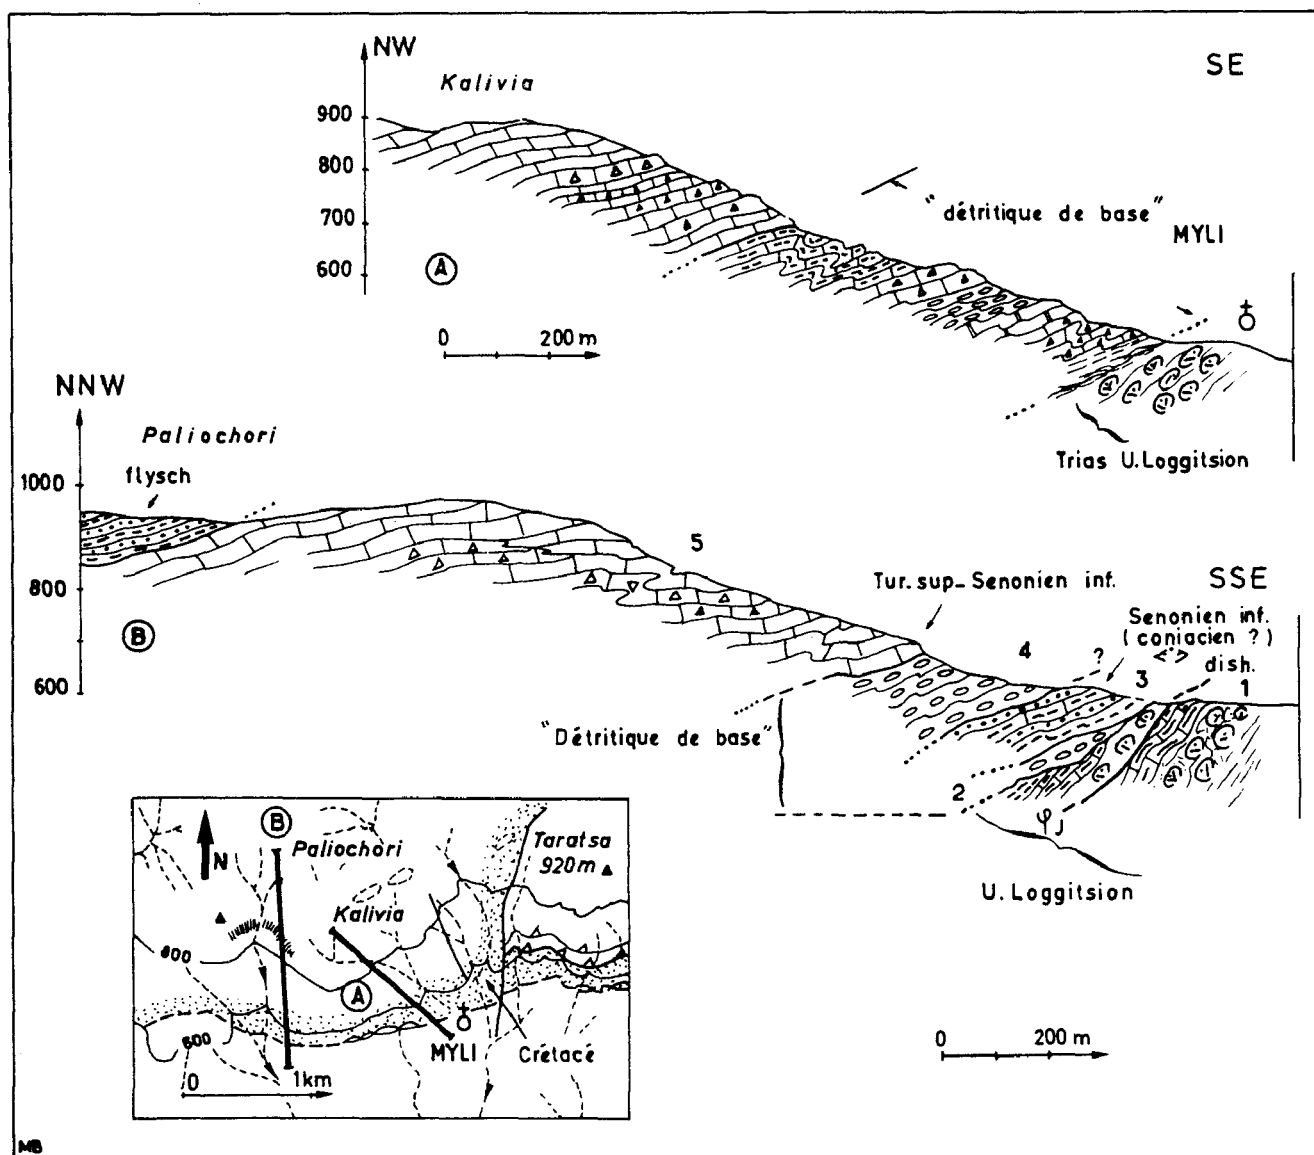 NW
SE
Kalivia
900
800
700
600
"détritique de base"
MYLI
A
0 200 m
Trias U.Loggitsion
NNW
Paliochori
flysch
1000
800
600
B
5
Tur. sup_ Senonien inf.
SSE
Senonien inf.
(coniacien ?)
4
?
3
dish.
1
"Détritique de base"
2
φJ
U. Loggitsion
B
N
Paliochori
Taratsa
920m
Kalivia
800
A
600
MYLI
Crétacé
0 1km
0 200 m
MB